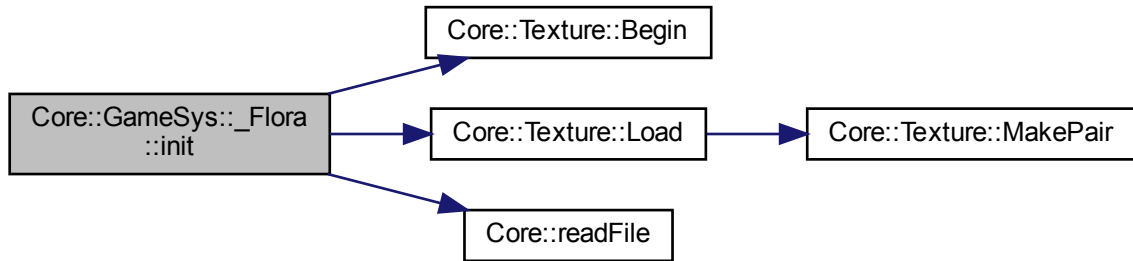 Core::Texture::Begin
Core::GameSys::_Flora
::init
Core::Texture::Load
Core::Texture::MakePair
Core::readFile